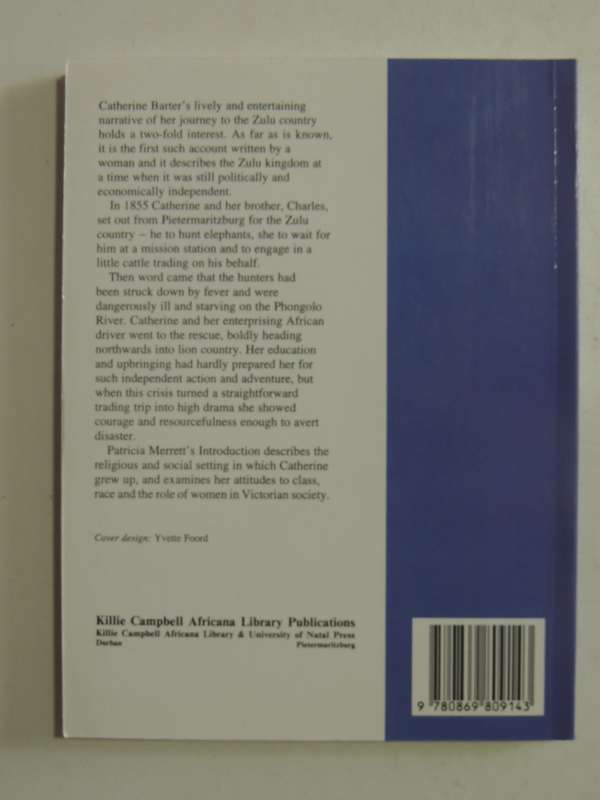 Catherine Barter's lively and entertaining
narrative of her journey to the Zulu country
holds a two-fold interest. As far as is known,
it is the first such account written by a
woman and it describes the Zulu kingdom at
a time when it was still politically and
economically independent.
In 1855 Catherine and her brother, Charles,
set out from Pietermaritzburg for the Zulu
country – he to hunt elephants, she to wait for
him at a mission station and to engage in a
little cattle trading on his behalf.
Then word came that the hunters had
been struck down by fever and were
dangerously ill and starving on the Phongolo
River. Catherine and her enterprising African
driver went to the rescue, boldly heading
northwards into lion country. Her education
and upbringing had hardly prepared her for
such independent action and adventure, but
when this crisis turned a straightforward
trading trip into high drama she showed
courage and resourcefulness enough to avert
disaster.
Patricia Merrett's Introduction describes the
religious and social setting in which Catherine
grew up, and examines her attitudes to class,
race and the role of women in Victorian society.
Cover design: Yvette Foord
Killie Campbell Africana Library Publications
Killie Campbell Africana Library & University of Natal Press
Durban Pietermaritzburg
9 780869 809143